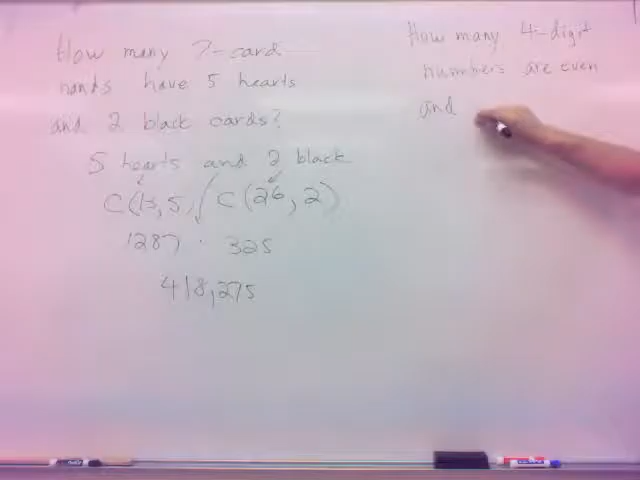 How many 7-card
hands have 5 hearts
and 2 black cards?
5 hearts and 2 black
C(13,5) C(26,2)
1287 · 325
418,275
How many 4-digit
numbers are even
and